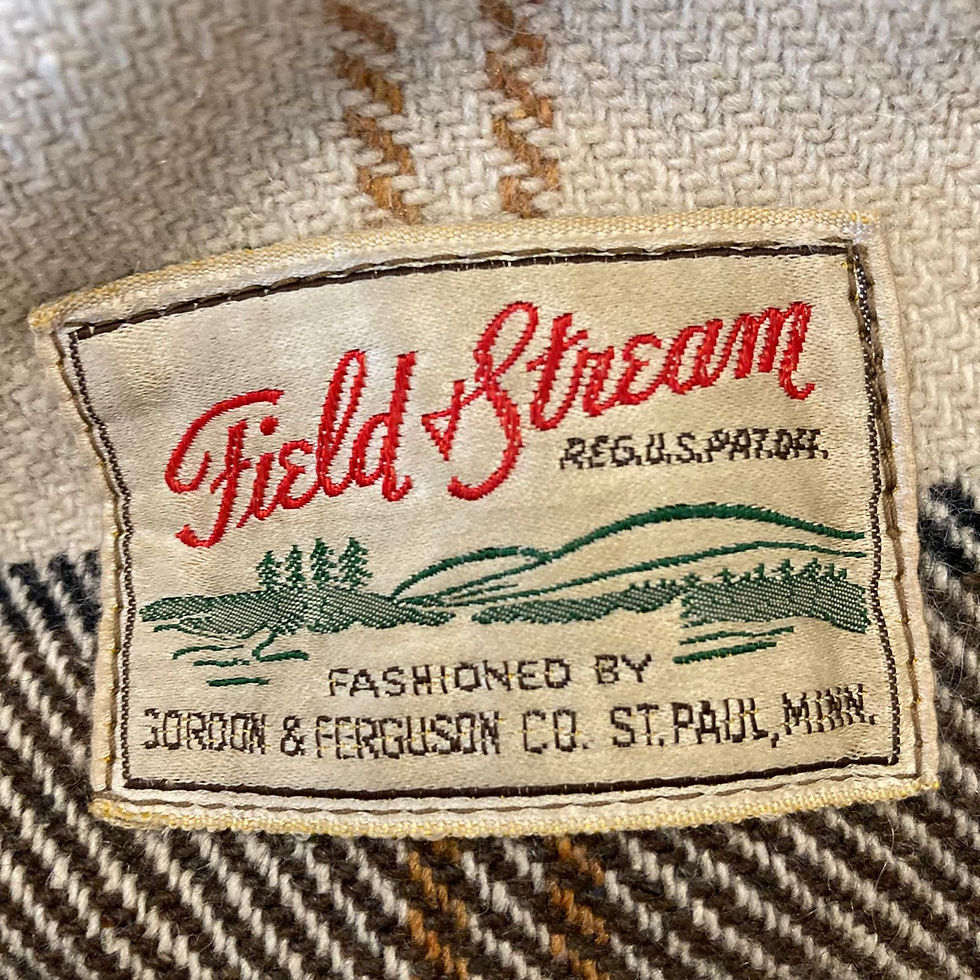 Field & Stream
REG.U.S.PAT.Off.
FASHIONED BY
GORDON & FERGUSON CO. ST.PAUL, MINN.